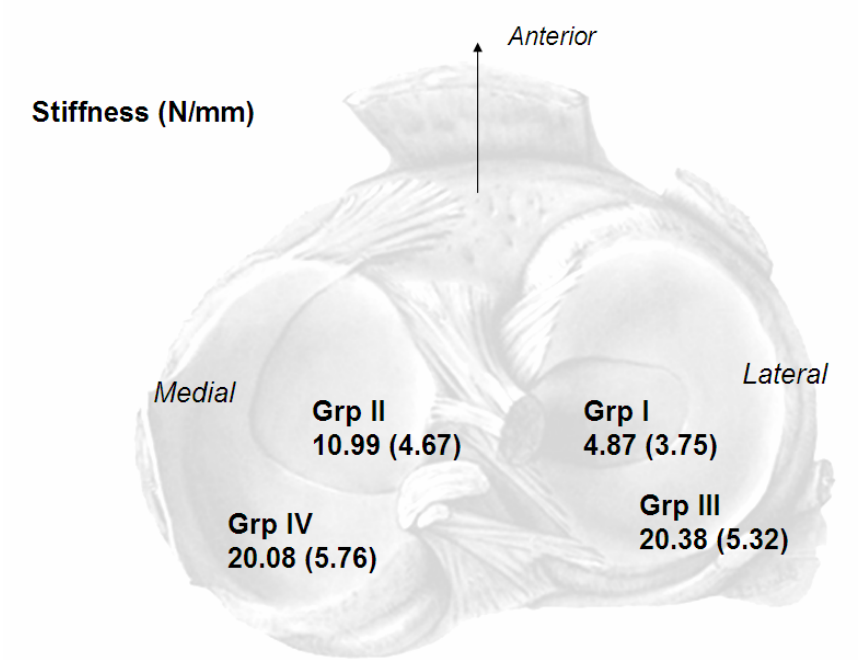 Anterior
Stiffness (N/mm)
Medial
Lateral
Grp II
10.99 (4.67)
Grp I
4.87 (3.75)
Grp IV
20.08 (5.76)
Grp III
20.38 (5.32)